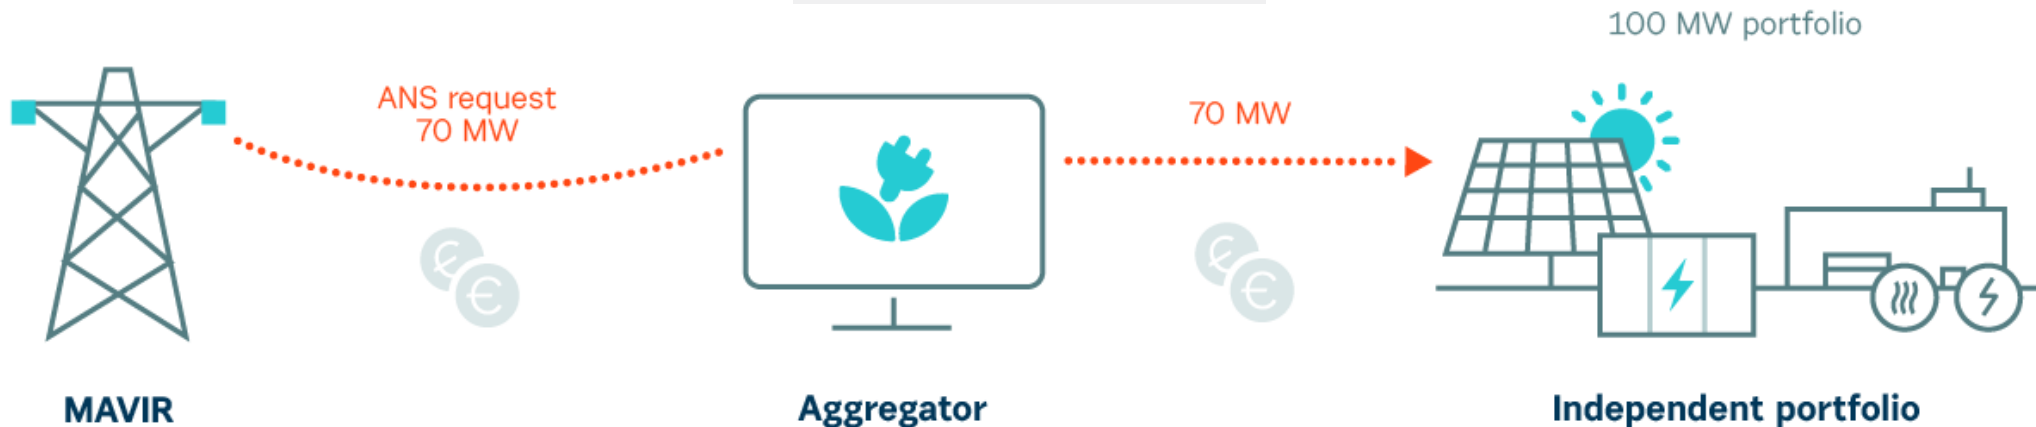 100 MW portfolio
ANS request
70 MW
70 MW
MAVIR
Aggregator
Independent portfolio